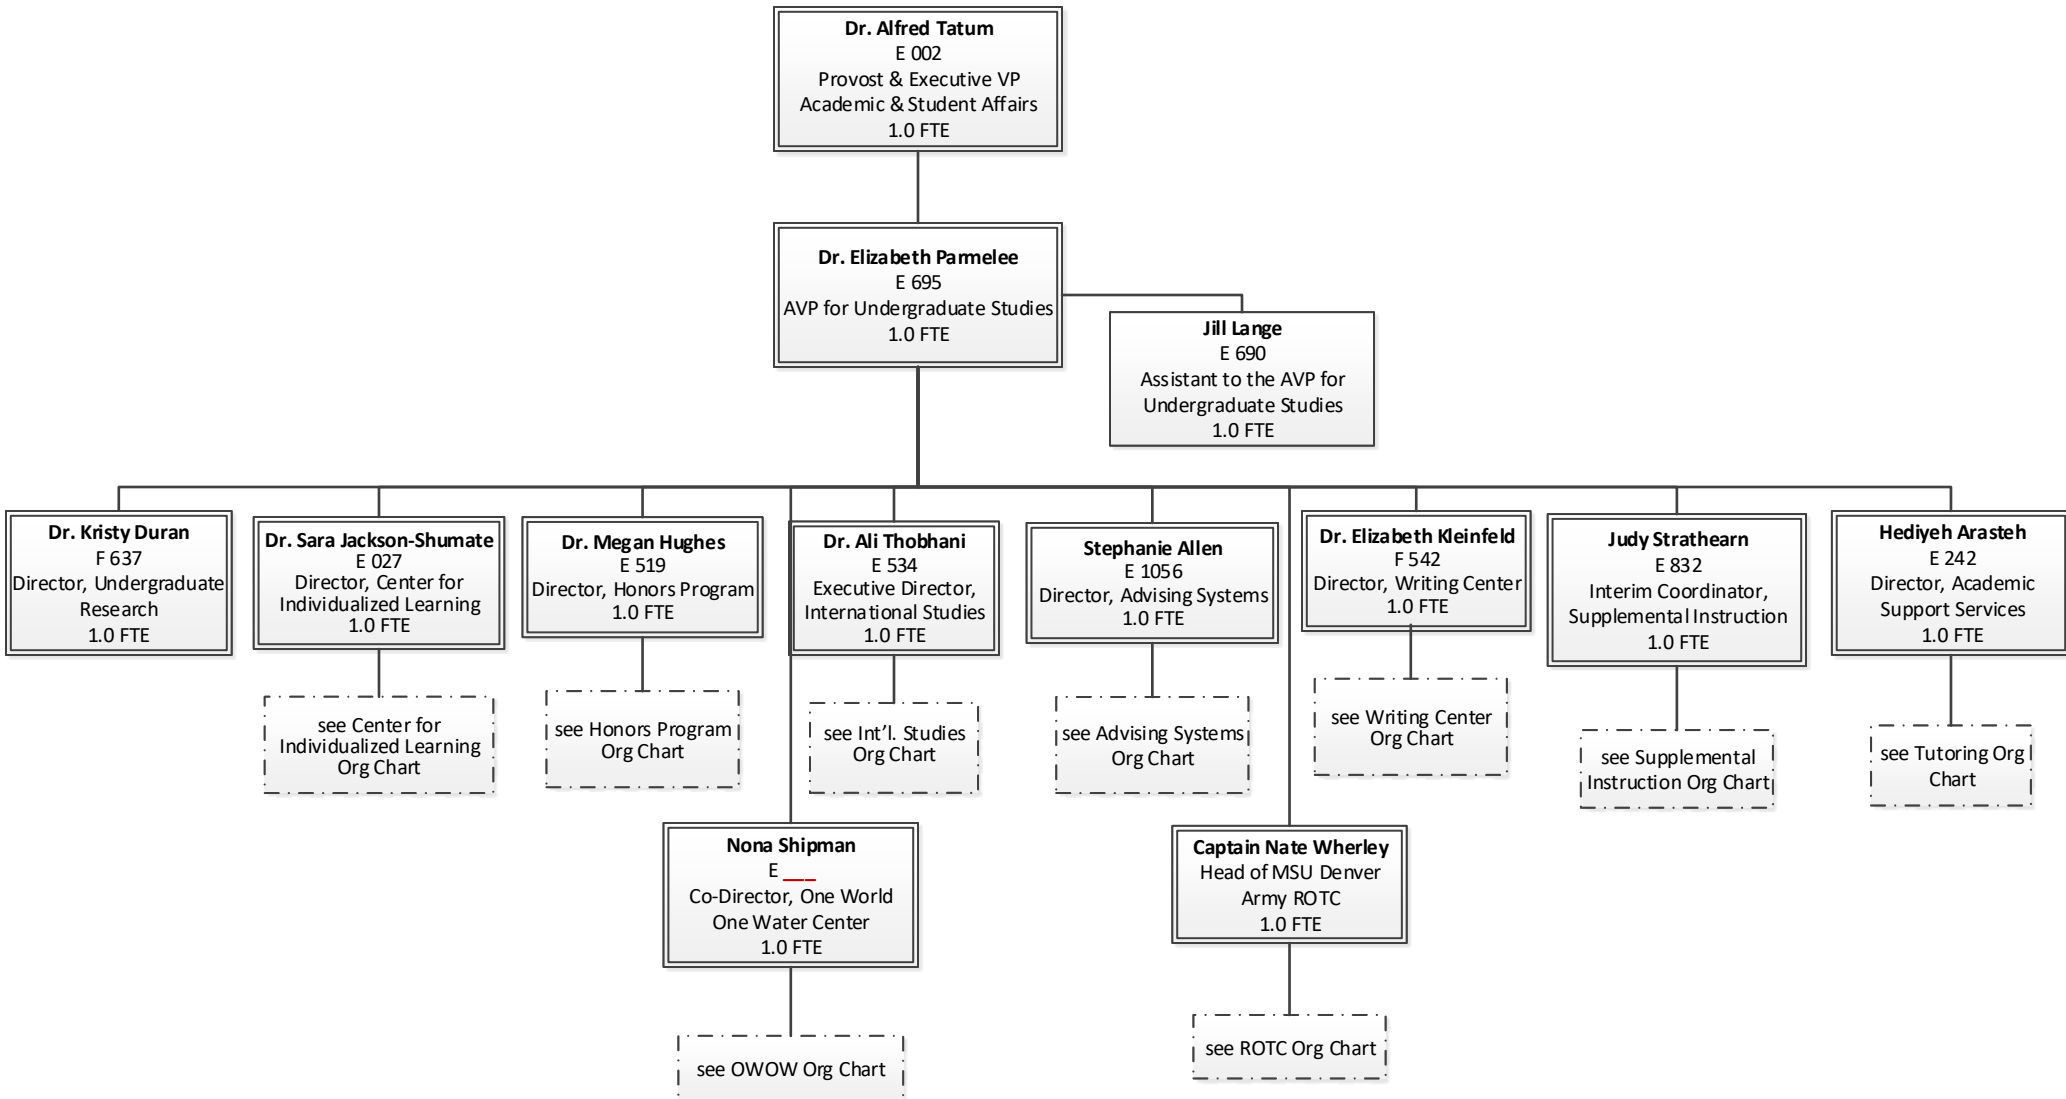 Dr. Alfred Tatum
E 002
Provost & Executive VP
Academic & Student Affairs
1.0 FTE
Dr. Elizabeth Parmelee
E 695
AVP for Undergraduate Studies
1.0 FTE
Jill Lange
E 690
Assistant to the AVP for
Undergraduate Studies
1.0 FTE
Dr. Kristy Duran
F 637
Director, Undergraduate
Research
1.0 FTE
Dr. Sara Jackson-Shumate
E 027
Director, Center for
Individualized Learning
1.0 FTE
Dr. Megan Hughes
E 519
Director, Honors Program
1.0 FTE
Dr. Ali Thobhani
E 534
Executive Director,
International Studies
1.0 FTE
Stephanie Allen
E 1056
Director, Advising Systems
1.0 FTE
Dr. Elizabeth Kleinfeld
F 542
Director, Writing Center
1.0 FTE
Judy Strathearn
E 832
Interim Coordinator,
Supplemental Instruction
1.0 FTE
Hediyeh Arasteh
E 242
Director, Academic
Support Services
1.0 FTE
see Center for
Individualized Learning
Org Chart
see Honors Program
Org Chart
see Int’l. Studies
Org Chart
see Advising Systems
Org Chart
see Writing Center
Org Chart
see Supplemental
Instruction Org Chart
see Tutoring Org
Chart
Nona Shipman
E ___
Co-Director, One World
One Water Center
1.0 FTE
Captain Nate Wherley
Head of MSU Denver
Army ROTC
1.0 FTE
see OWOW Org Chart
see ROTC Org Chart